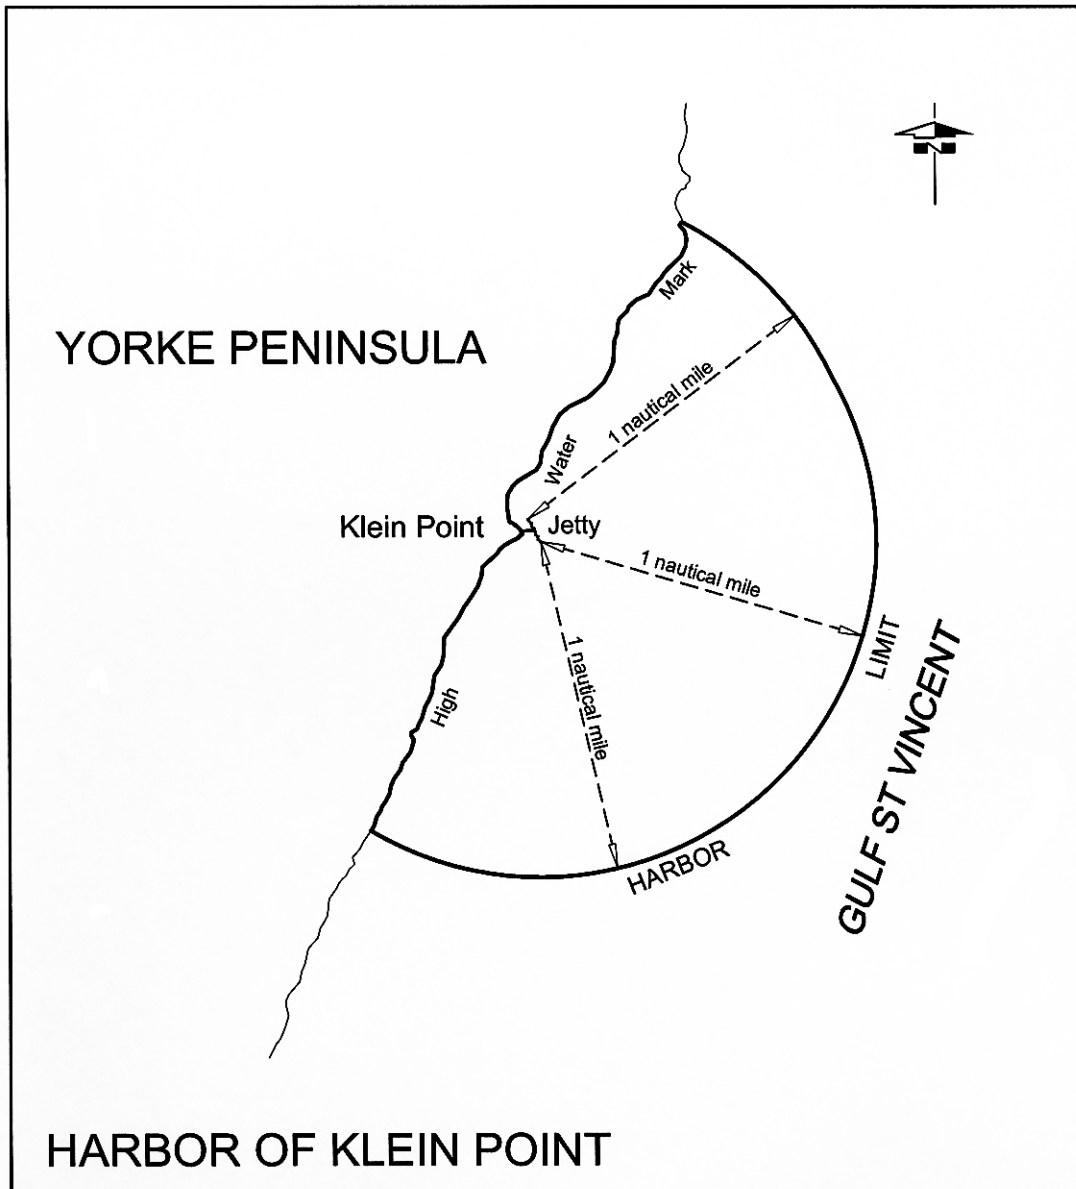 N
Mark
YORKE PENINSULA
1 nautical mile
Water
Klein Point
Jetty
1 nautical mile
LIMIT
1 nautical mile
High
GULF ST VINCENT
HARBOR
HARBOR OF KLEIN POINT